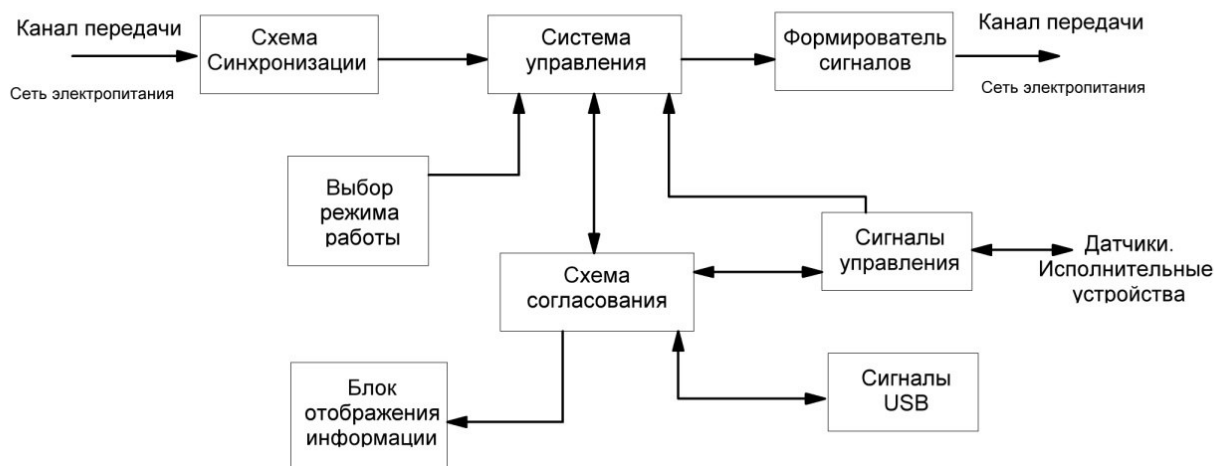 Канал передачи
Сеть электропитания
Схема
Синхронизации
Система
управления
Формирователь
сигналов
Канал передачи
Сеть электропитания
Выбор
режима
работы
Схема
согласования
Сигналы
управления
Датчики.
Исполнительные
устройства
Блок
отображения
информации
Сигналы
USB